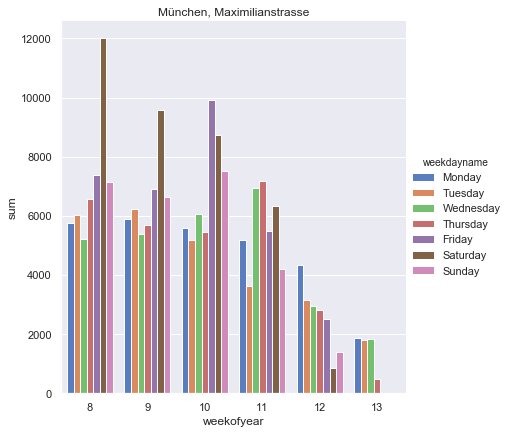 München, Maximilianstrasse
sum
12000
10000
8000
6000
4000
2000
0
8 9 10 11 12 13
weekofyear
weekdayname
Monday
Tuesday
Wednesday
Thursday
Friday
Saturday
Sunday